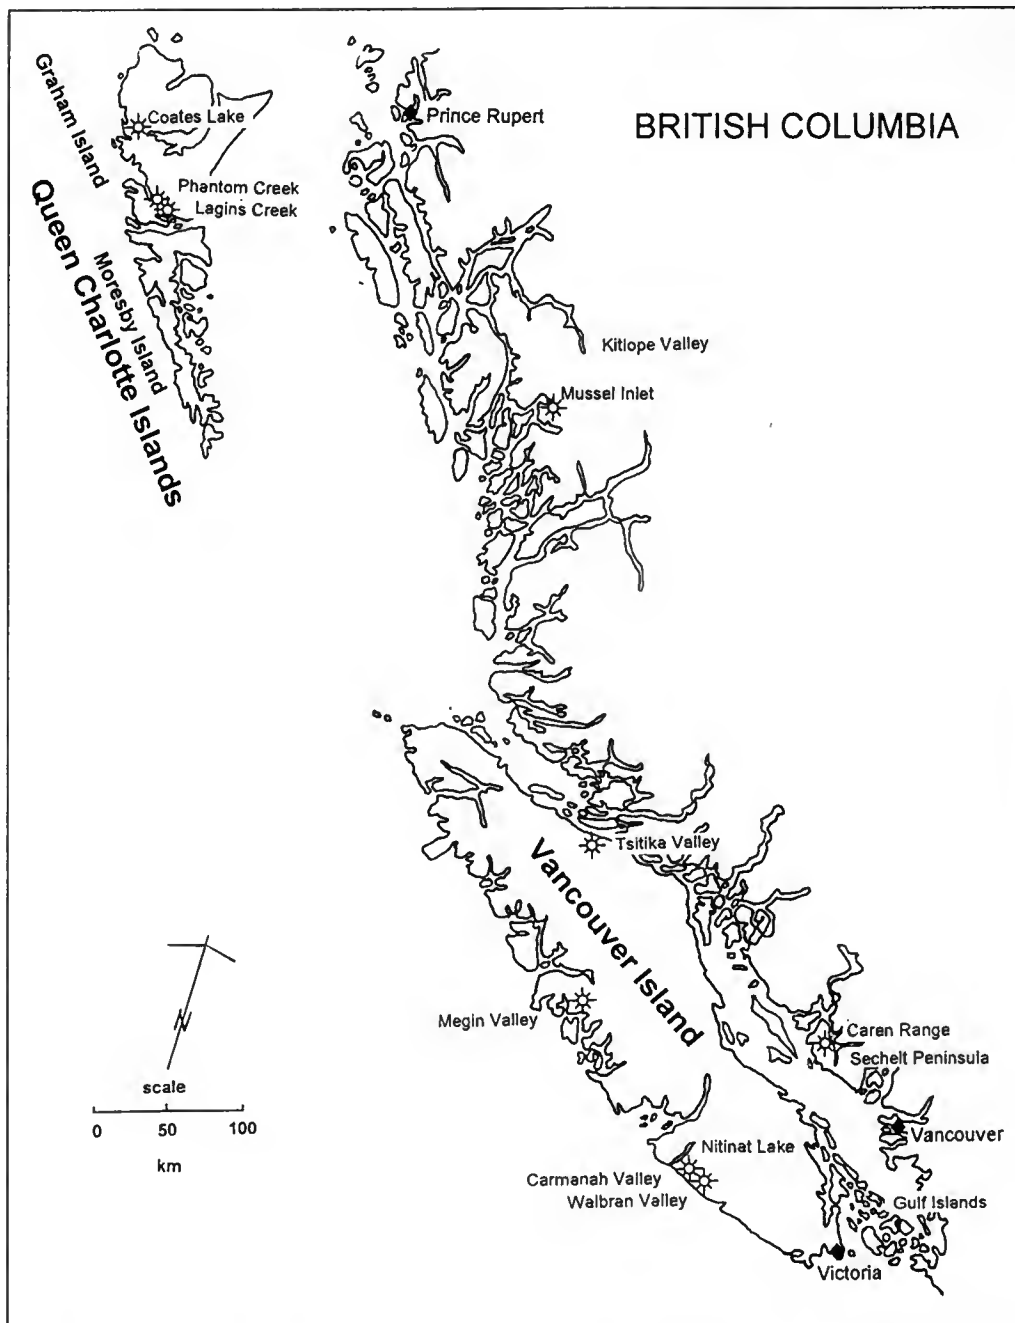 BRITISH COLUMBIA
Graham Island
Coates Lake
Prince Rupert
Phantom Creek
Lagins Creek
Queen Charlotte Islands
Moresby Island
Kitlope Valley
Mussel Inlet
Tsitika Valley
Vancouver Island
Megin Valley
Caren Range
Sechelt Peninsula
N
scale
0 50 100
km
Vancouver
Nitinat Lake
Carmanah Valley
Walbran Valley
Gulf Islands
Victoria